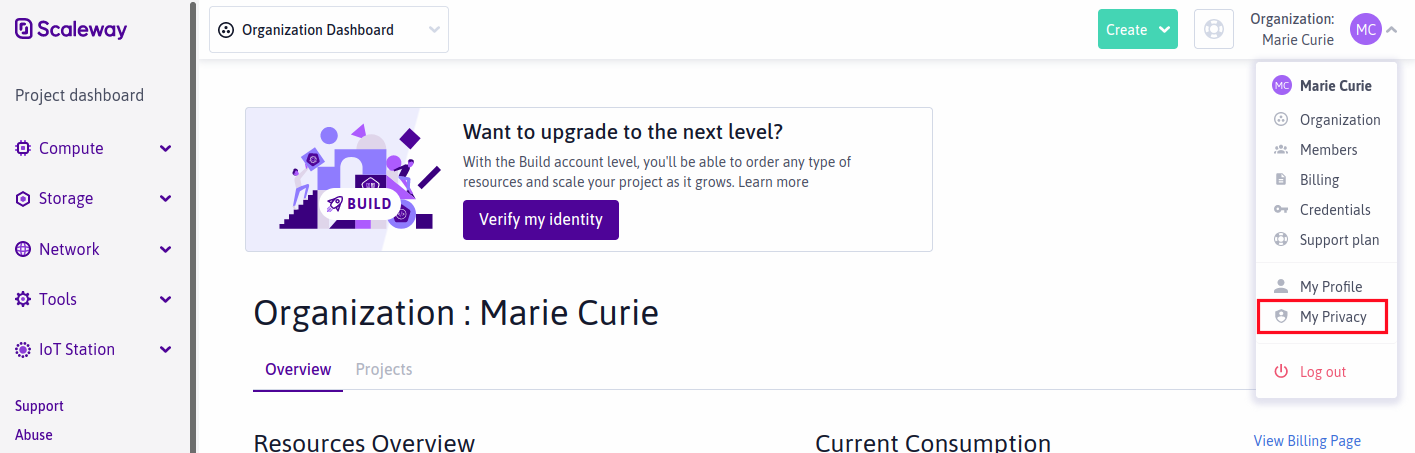 Scaleway
Organization Dashboard
Create
Organization:
Marie Curie
MC
Project dashboard
Compute
Storage
Network
Tools
IoT Station
Support
Abuse
BUILD
Want to upgrade to the next level?
With the Build account level, you'll be able to order any type of
resources and scale your project as it grows. Learn more
Verify my identity
Organization : Marie Curie
Overview
Projects
Resources Overview
Current Consumption
View Billing Page
MC Marie Curie
Organization
Members
Billing
Credentials
Support plan
My Profile
My Privacy
Log out